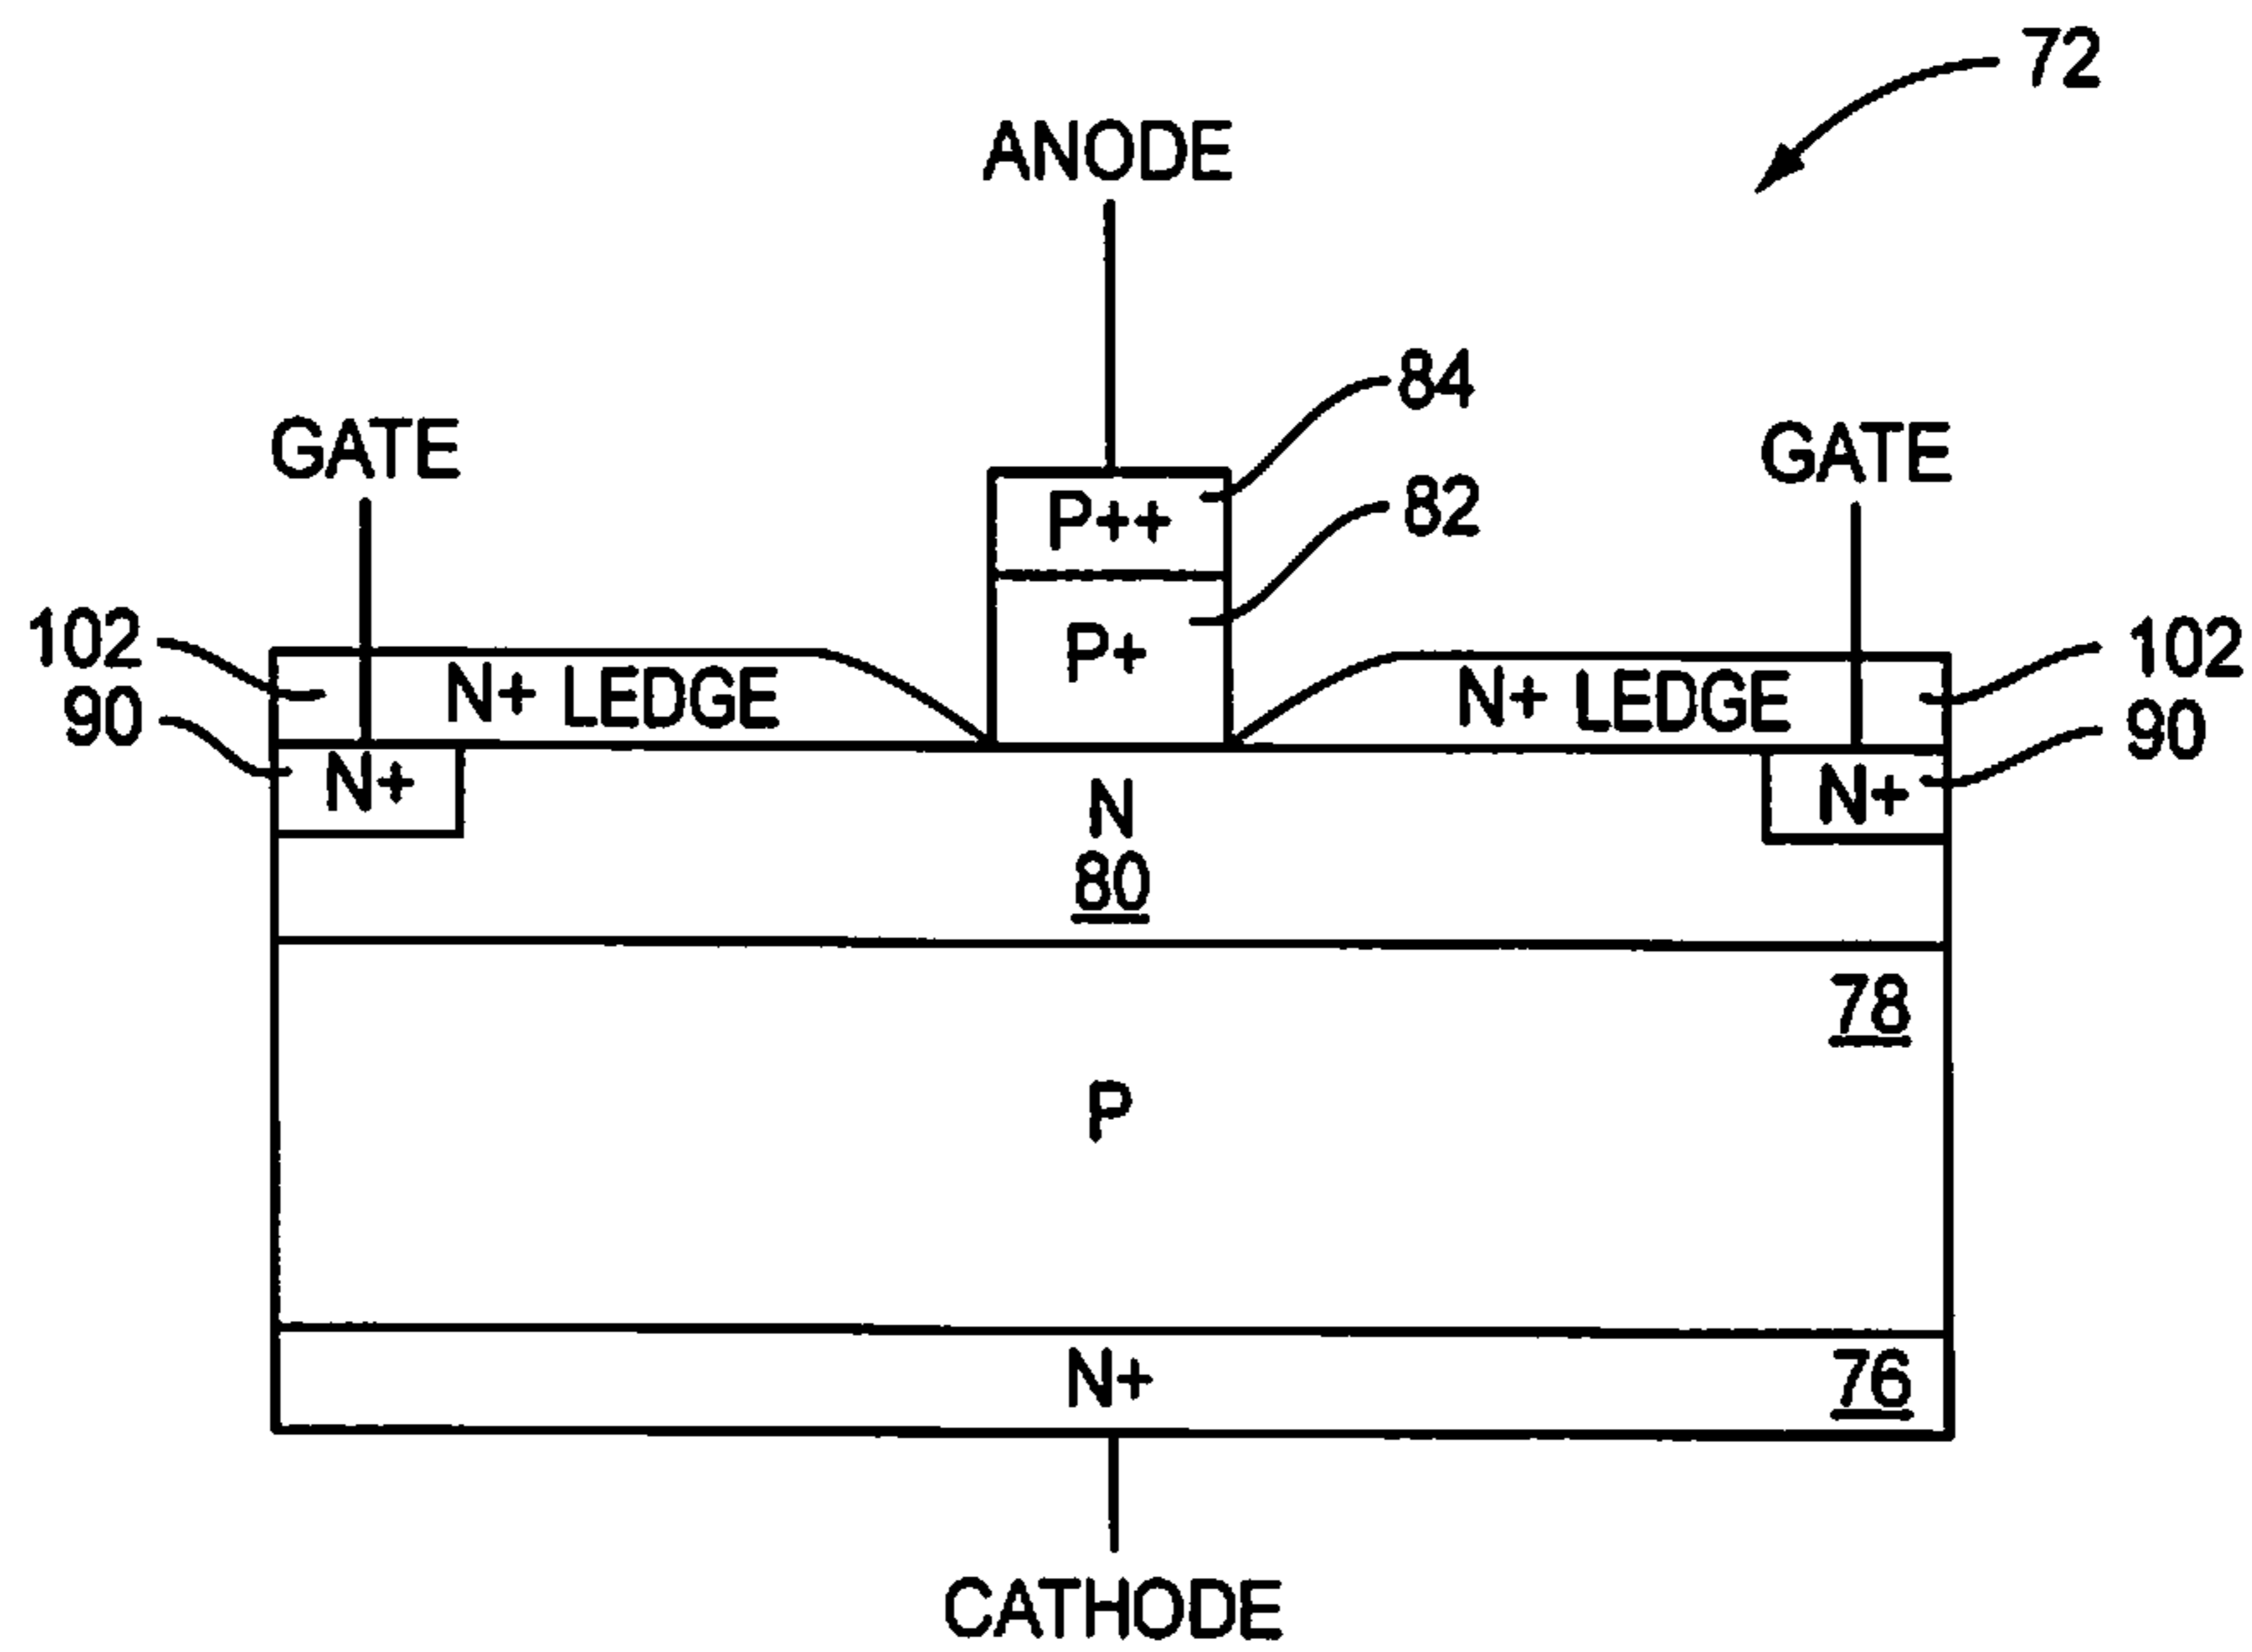 72
ANODE
84
GATE
GATE
P++
82
102
P+
102
N+ LEDGE
N+ LEDGE
90
90
N+
N
N+
80
78
P
N+
76
CATHODE